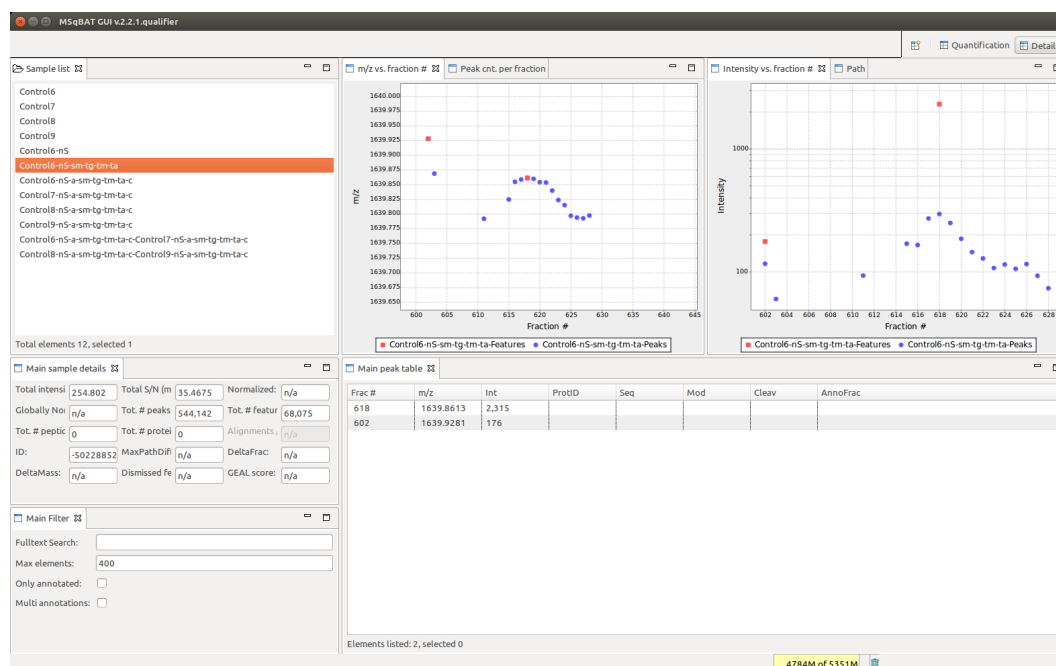 MSqBAT GUI v.2.2.1.qualifier
Quantification Detail
Sample list
Control6
Control7
Control8
Control9
Control6-nS
Control6-nS-sm-tg-tm-ta
Control6-nS-a-sm-tg-tm-ta-c
Control7-nS-a-sm-tg-tm-ta-c
Control8-nS-a-sm-tg-tm-ta-c
Control9-nS-a-sm-tg-tm-ta-c
Control6-nS-a-sm-tg-tm-ta-c-Control7-nS-a-sm-tg-tm-ta-c
Control8-nS-a-sm-tg-tm-ta-c-Control9-nS-a-sm-tg-tm-ta-c
Total elements 12, selected 1
m/z vs. fraction # Peak cnt. per fraction
1640.000
1639.975
1639.950
1639.925
1639.900
1639.875
1639.850
1639.825
1639.800
1639.775
1639.750
1639.725
1639.700
1639.675
1639.650
m/z
600 605 610 615 620 625 630 635 640 645
Fraction #
Control6-nS-sm-tg-tm-ta-Features Control6-nS-sm-tg-tm-ta-Peaks
Intensity vs. fraction # Path
1000
100
Intensity
602 604 606 608 610 612 614 616 618 620 622 624 626 628
Fraction #
Control6-nS-sm-tg-tm-ta-Features Control6-nS-sm-tg-tm-ta-Peaks
Main sample details
Total intensi 254.802 Total S/N (m 35.4675 Normalized: n/a
Globally Nor n/a Tot. # peaks 544,142 Tot. # featur 68,075
Tot. # peptic 0 Tot. # protei 0 Alignments n/a
ID: -50228852 MaxPathDif n/a DeltaFrac: n/a
DeltaMass: n/a Dismissed fe n/a GEAL score: n/a
Main Filter
Fulltext Search:
Max elements: 400
Only annotated:
Multi annotations:
Main peak table
Frac # m/z Int ProtID Seq Mod Cleav AnnoFrac
618 1639.8613 2,315
602 1639.9281 176
Elements listed: 2, selected 0
4784M of 5351M